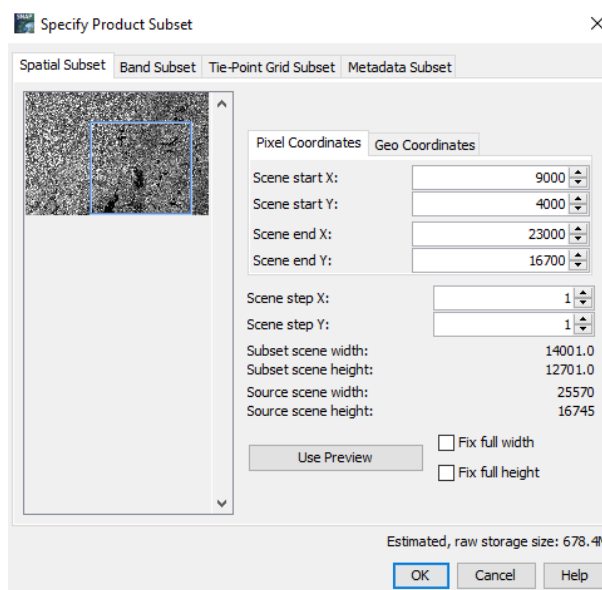 SNAP
Specify Product Subset
Spatial Subset Band Subset Tie-Point Grid Subset Metadata Subset
Pixel Coordinates Geo Coordinates
Scene start X: 9000
Scene start Y: 4000
Scene end X: 23000
Scene end Y: 16700
Scene step X: 1
Scene step Y: 1
Subset scene width: 14001.0
Subset scene height: 12701.0
Source scene width: 25570
Source scene height: 16745
Use Preview
Fix full width
Fix full height
Estimated, raw storage size: 678.4M
OK Cancel Help